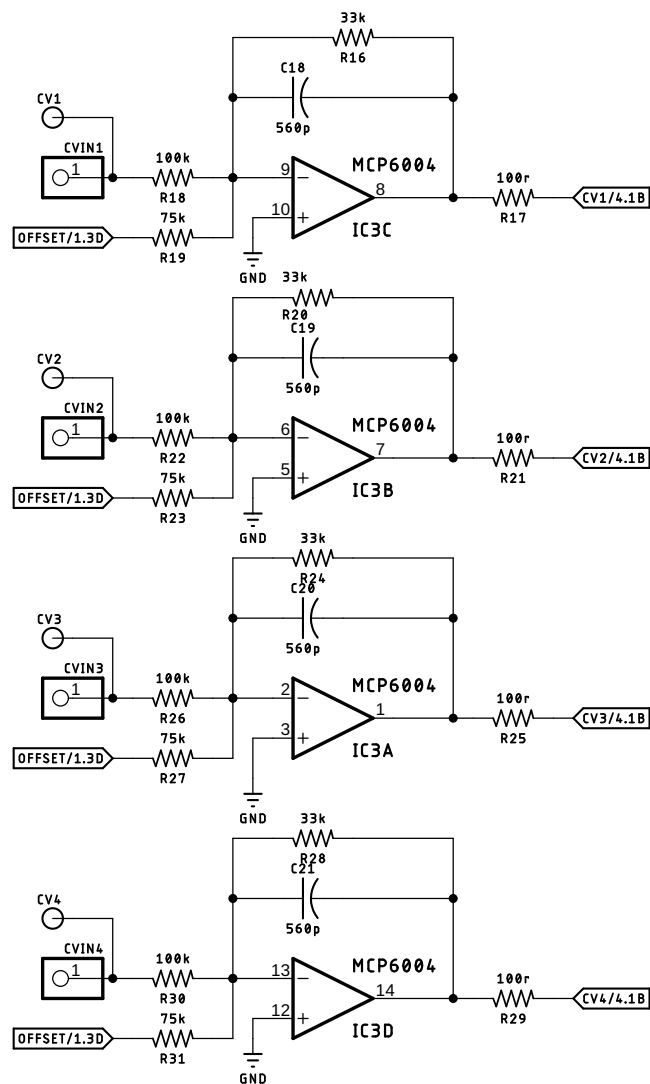 33k
R16
C18
560p
CV1
CVIN1
1
100k
R18
9
MCP6004
8
100r
R17
CV1/4.1B
75k
R19
OFFSET/1.3D
10
IC3C
GND
33k
R20
C19
560p
CV2
CVIN2
1
100k
R22
6
MCP6004
7
100r
R21
CV2/4.1B
75k
R23
OFFSET/1.3D
5
IC3B
GND
33k
R24
C20
560p
CV3
CVIN3
1
100k
R26
2
MCP6004
1
100r
R25
CV3/4.1B
75k
R27
OFFSET/1.3D
3
IC3A
GND
33k
R28
C21
560p
CV4
CVIN4
1
100k
R30
13
MCP6004
14
100r
R29
CV4/4.1B
75k
R31
OFFSET/1.3D
12
IC3D
GND